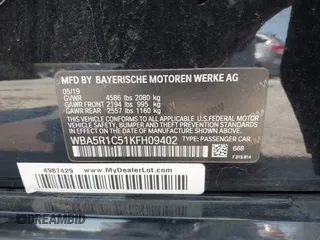 MFD BY BAYERISCHE MOTOREN WERKE AG
05/19
GVWR 4586 lbs 2080 kg
GAWR FRONT 2194 lbs 995 kg
GAWR REAR 2557 lbs 1160 kg
THIS VEHICLE CONFORMS TO ALL APPLICABLE
FEDERAL MOTOR VEHICLE SAFETY, BUMPER,
AND THEFT PREVENTION STANDARDS IN EFFECT
ON THE DATE OF MANUFACTURE SHOWN ABOVE.
WBA5R1C51KFH09402 TYPE: PASSENGER CAR
668
4987429
www.MyDealerLot.com
AUTOBIDMASTER